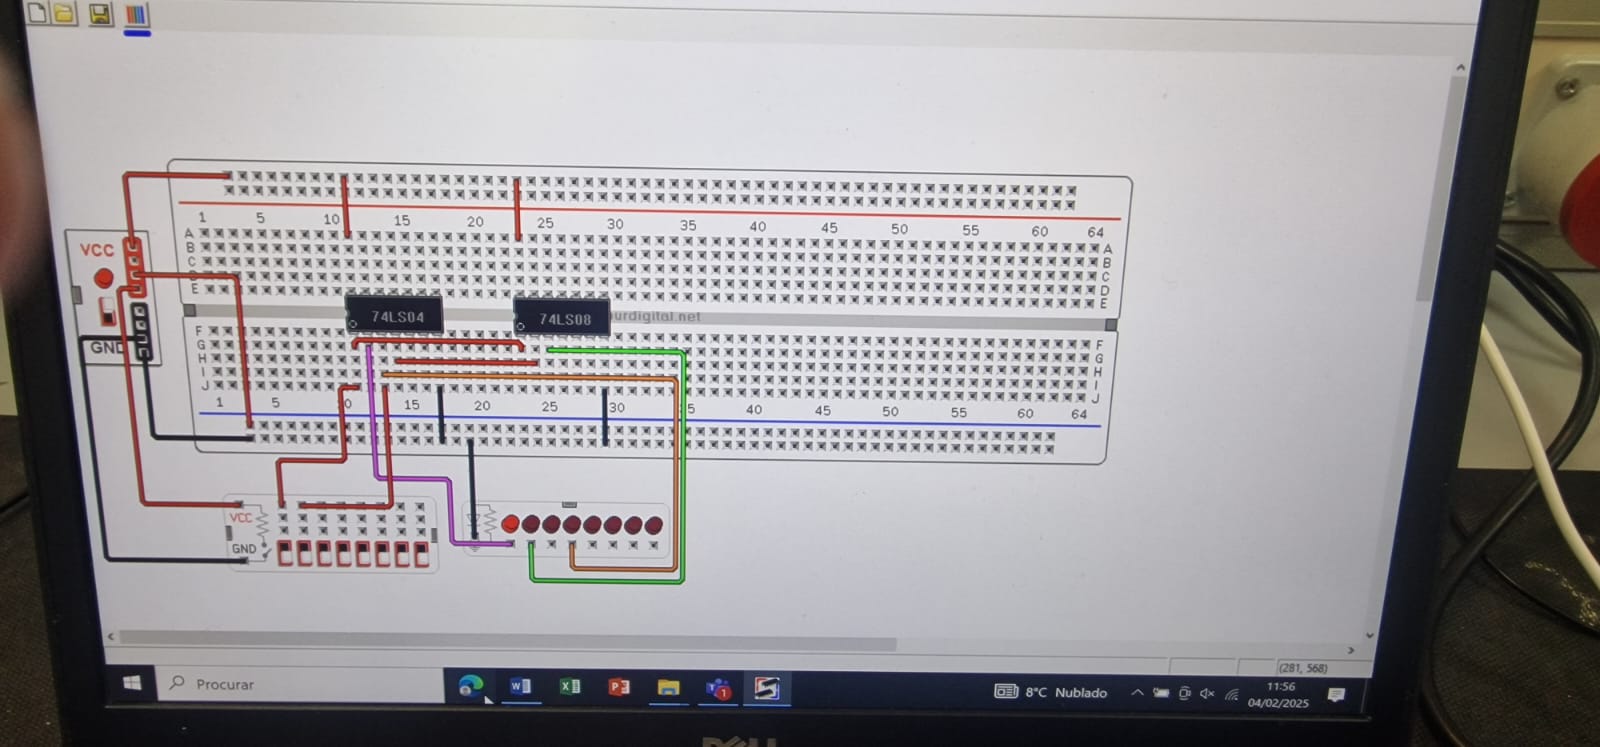 1 5 10 15 20 25 30 35 40 45 50 55 60 64
A A
B B
VCC
C C
D
E E
74LS04 74LS08 urdigital.net
F F
G G
GND
H H
I I
J J
1 5 15 20 25 30 35 40 45 50 55 60 64
VCC
GND
(281, 568)
Procurar
1
8°C Nublado
11:56
04/02/2025